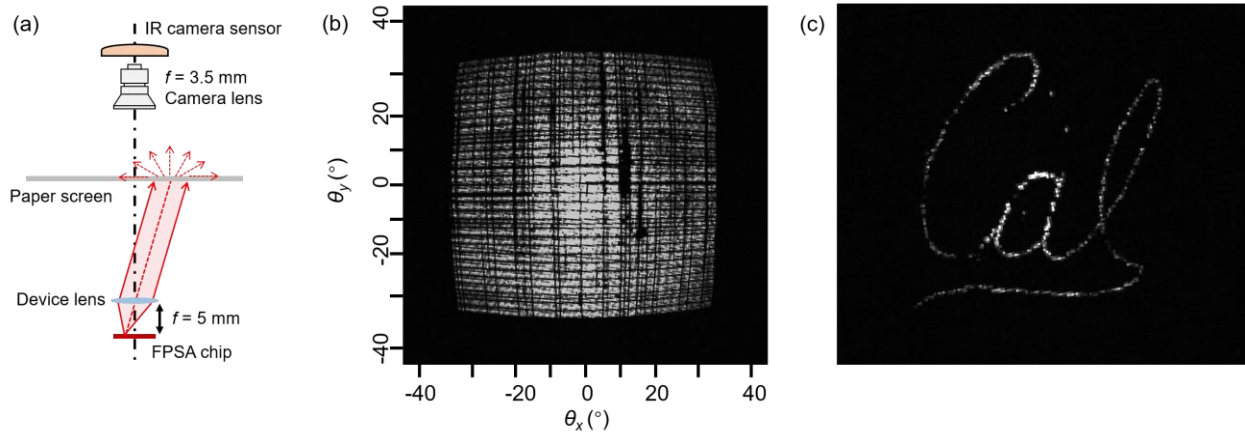 (a)
IR camera sensor
f = 3.5 mm
Camera lens
Paper screen
Device lens
f = 5 mm
FPSA chip
(b)
40
20
0
-20
-40
θy (°)
-40
-20
0
20
40
θx (°)
(c)
Cal